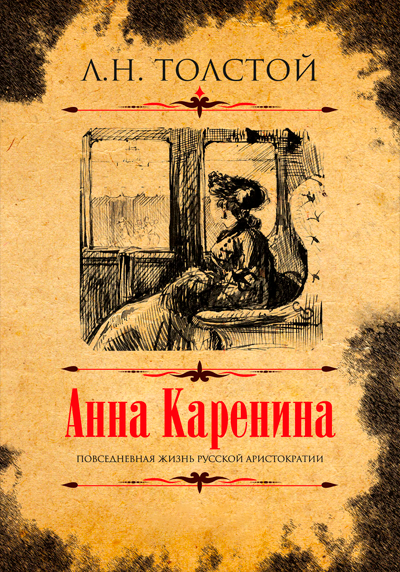 Л.Н. ТОЛСТОЙ
Анна Каренина
ПОВСЕДНЕВНАЯ ЖИЗНЬ РУССКОЙ АРИСТОКРАТИИ